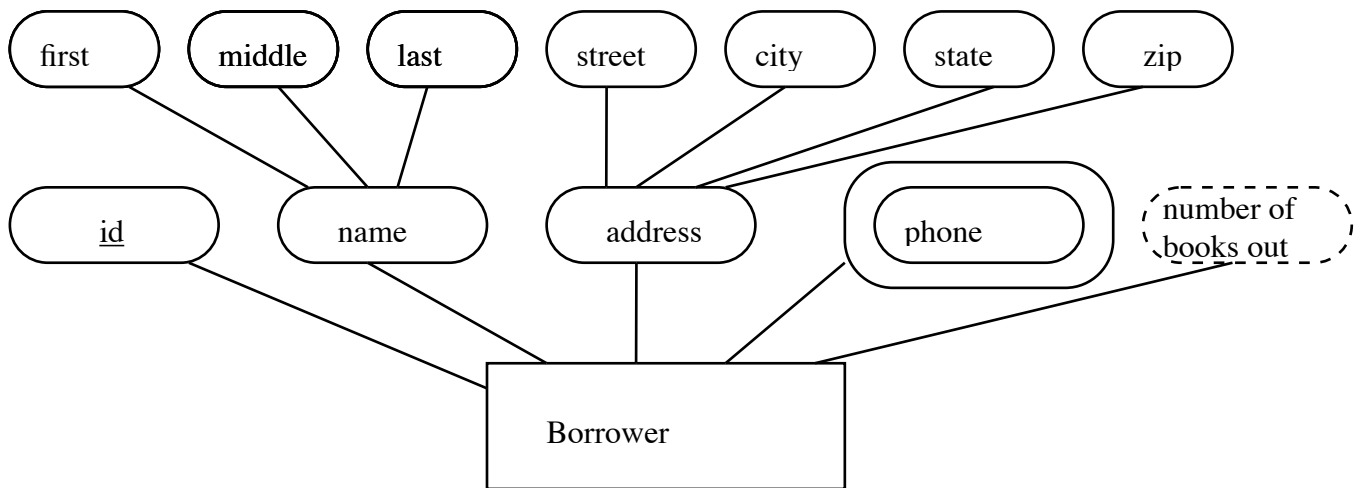 first
middle
last
street
city
state
zip
id
name
address
phone
number of
books out
Borrower